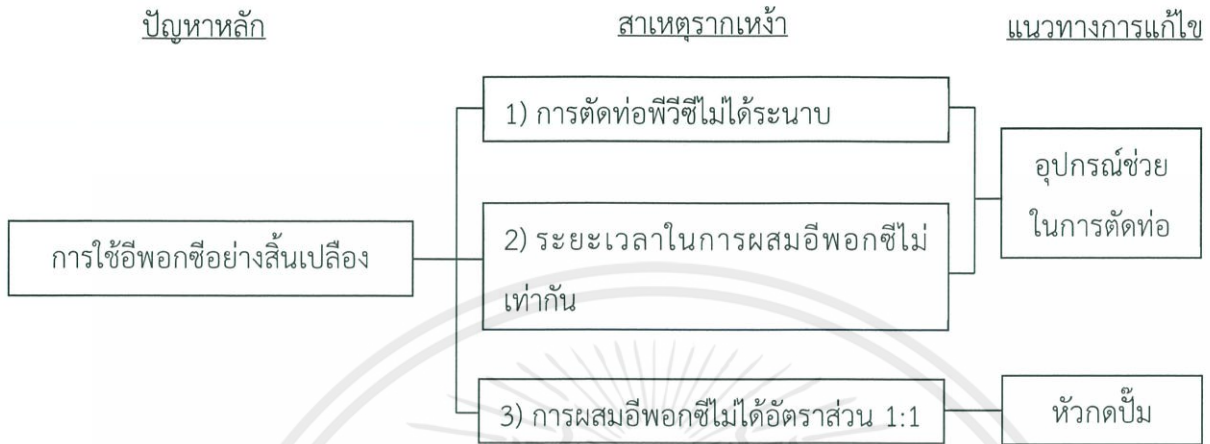 ปัญหาหลัก
สาเหตุรากเหง้า
แนวทางการแก้ไข
การใช้อีพอกซีอย่างสิ้นเปลือง
1) การตัดท่อพีวีซีไม่ได้ระนาบ
2) ระยะเวลาในการผสมอีพอกซีไม่
เท่ากัน
3) การผสมอีพอกซีไม่ได้อัตราส่วน 1:1
อุปกรณ์ช่วย
ในการตัดท่อ
หัวกดปั๊ม